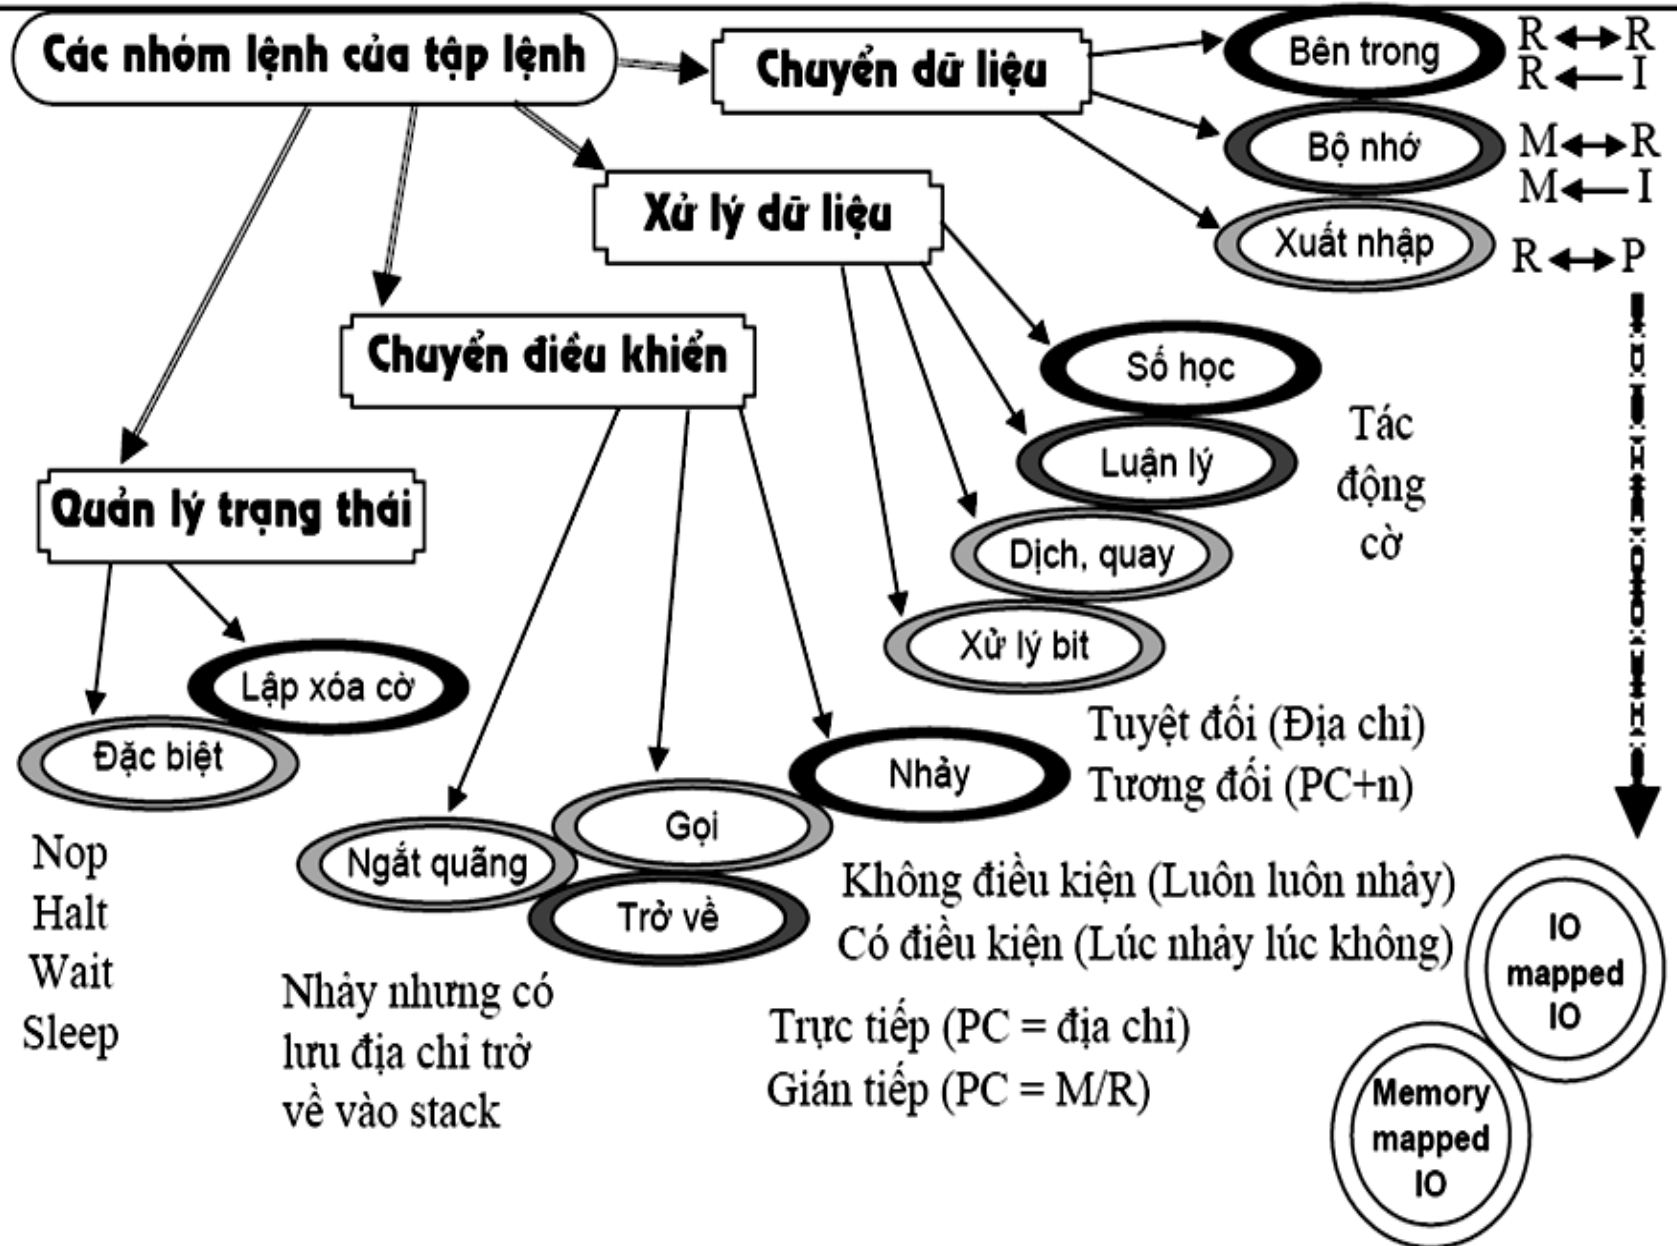 Các nhóm lệnh của tập lệnh
Chuyển dữ liệu
Bên trong
R ↔ R
R ← I
Bộ nhớ
M ↔ R
M ← I
Xuất nhập
R ↔ P
Xử lý dữ liệu
Số học
Luận lý
Dịch, quay
Xử lý bit
Tác
động
cờ
Chuyển điều khiển
Quản lý trạng thái
Lập xóa cờ
Đặc biệt
Nop
Halt
Wait
Sleep
Ngắt quãng
Gọi
Trở về
Nhảy
Nhảy nhưng có
lưu địa chỉ trở
về vào stack
Tuyệt đối (Địa chỉ)
Tương đối (PC+n)
Không điều kiện (Luôn luôn nhảy)
Có điều kiện (Lúc nhảy lúc không)
Trực tiếp (PC = địa chỉ)
Gián tiếp (PC = M/R)
IO
mapped
IO
Memory
mapped
IO